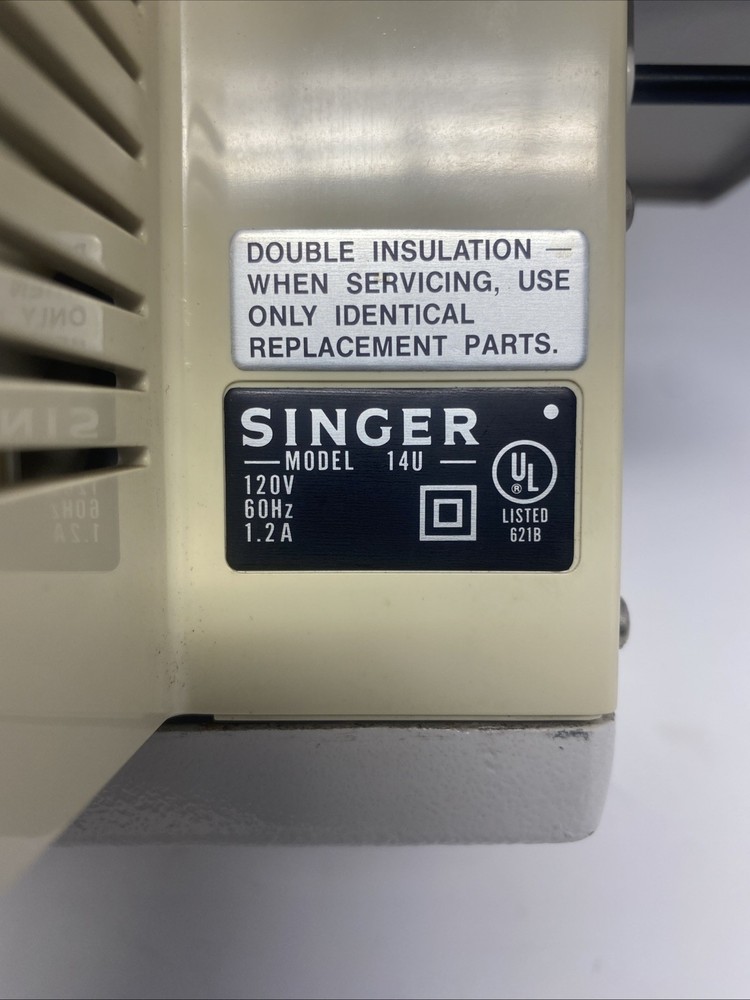 DOUBLE INSULATION —
WHEN SERVICING, USE
ONLY IDENTICAL
REPLACEMENT PARTS.
SINGER
— MODEL 14U —
120V
60Hz
1.2A
UL
®
LISTED
621B